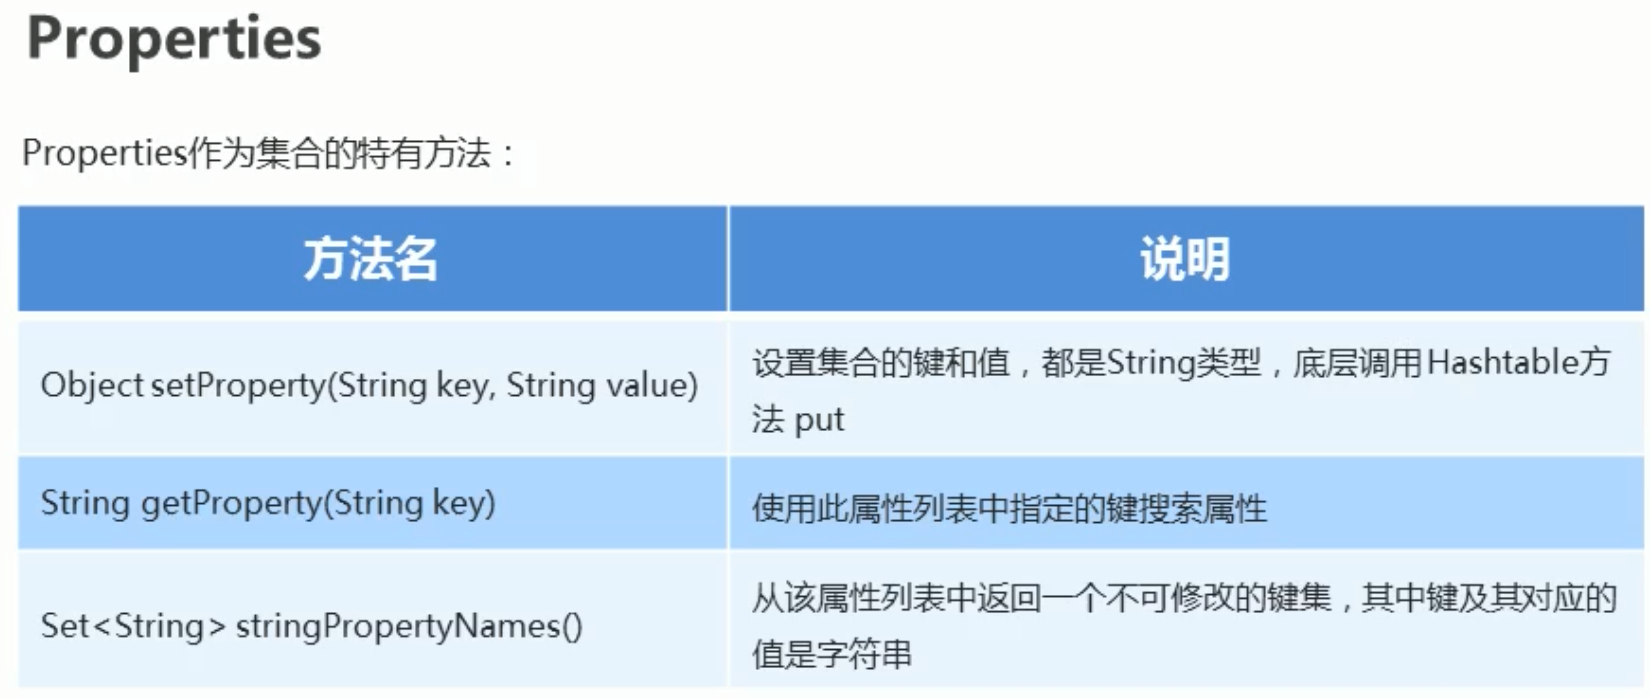 Properties
Properties作为集合的特有方法：
方法名
说明
Object setProperty(String key, String value)
设置集合的键和值，都是String类型，底层调用Hashtable方
法 put
String getProperty(String key)
使用此属性列表中指定的键搜索属性
Set<String> stringPropertyNames()
从该属性列表中返回一个不可修改的键集，其中键及其对应的
值是字符串